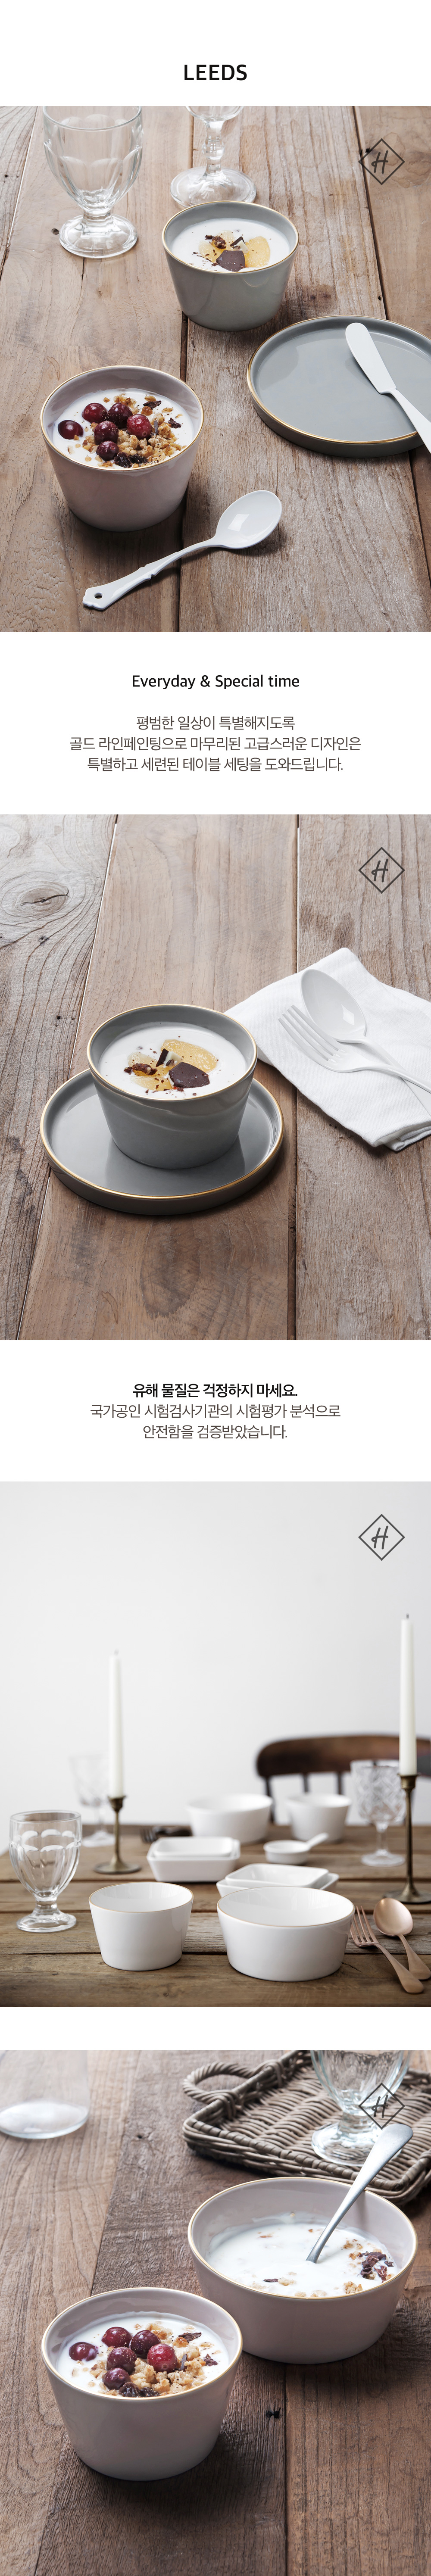 LEEDS
H
Everyday & Special time
평범한 일상이 특별해지도록
골드 라인페인팅으로 마무리된 고급스러운 디자인은
특별하고 세련된 테이블 세팅을 도와드립니다.
H
유해 물질은 걱정하지 마세요.
국가공인 시험검사기관의 시험평가 분석으로
안전함을 검증받았습니다.
H
H